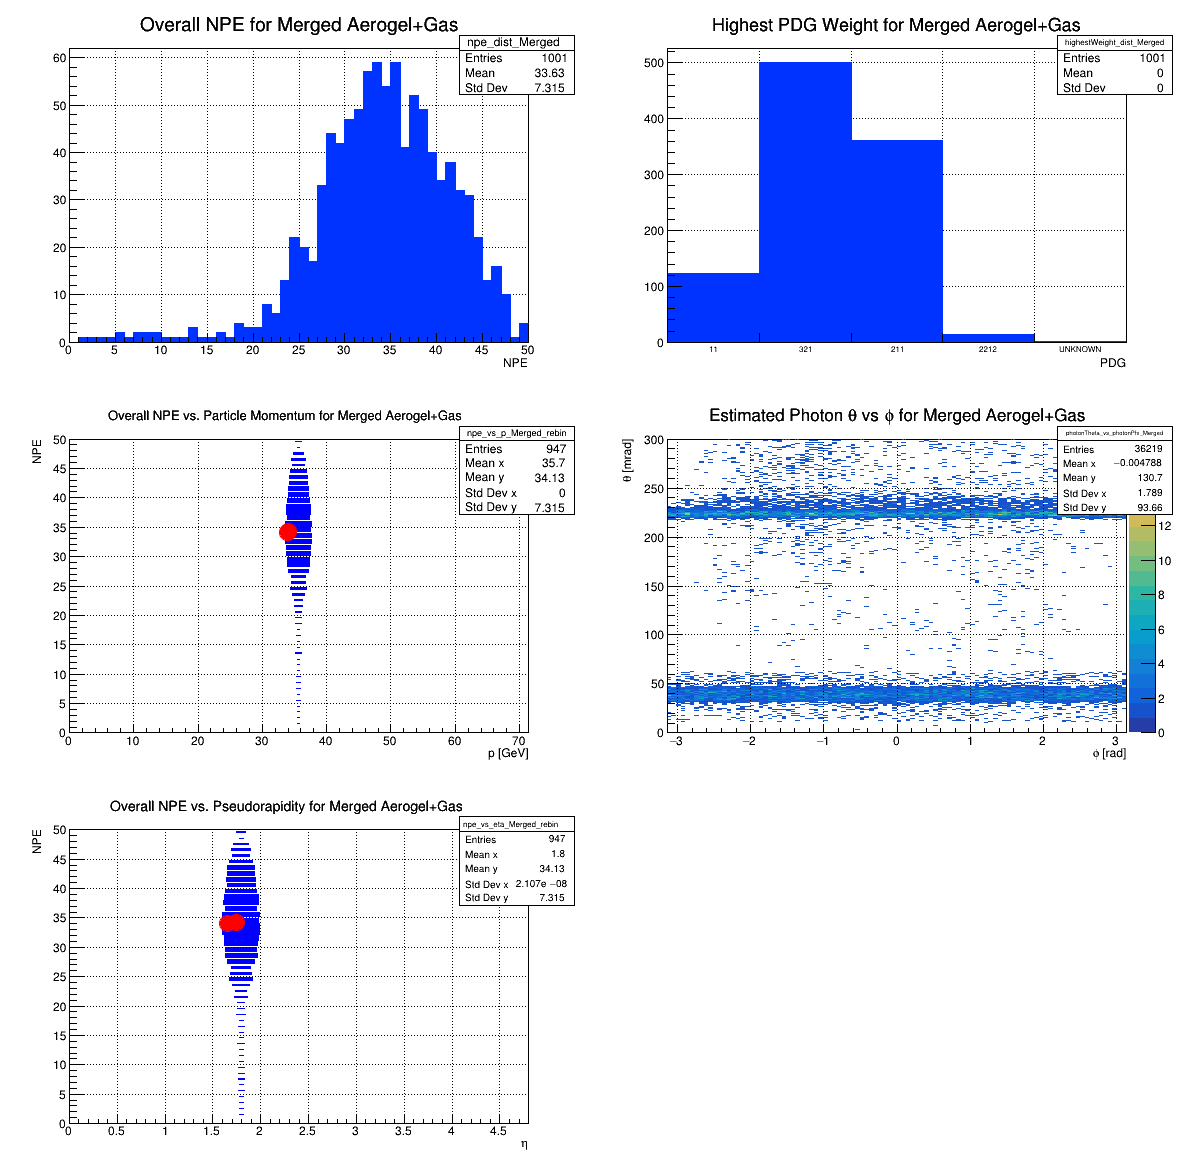 Overall NPE for Merged Aerogel+Gas
npe_dist_Merged
Entries 1001
Mean 33.63
Std Dev 7.315
60
50
40
30
20
10
0
0 5 10 15 20 25 30 35 40 45 50
NPE
Highest PDG Weight for Merged Aerogel+Gas
highestWeight_dist_Merged
Entries 1001
Mean 0
Std Dev 0
500
400
300
200
100
0
11 321 211 2212 UNKNOWN
PDG
Overall NPE vs. Particle Momentum for Merged Aerogel+Gas
npe_vs_p_Merged_rebin
Entries 947
Mean x 35.7
Mean y 34.13
Std Dev x 0
Std Dev y 7.315
NPE
50
45
40
35
30
25
20
15
10
5
0
0 10 20 30 40 50 60 70
p [GeV]
Estimated Photon θ vs ϕ for Merged Aerogel+Gas
photonTheta_vs_photonPhi_Merged
Entries 36219
Mean x −0.004788
Mean y 130.7
Std Dev x 1.789
Std Dev y 93.66
θ [mrad]
300
250
200
150
100
50
0
−3 −2 −1 0 1 2 3
ϕ [rad]
12
10
8
6
4
2
0
Overall NPE vs. Pseudorapidity for Merged Aerogel+Gas
npe_vs_eta_Merged_rebin
Entries 947
Mean x 1.8
Mean y 34.13
Std Dev x 2.107e −08
Std Dev y 7.315
NPE
50
45
40
35
30
25
20
15
10
5
0
0 0.5 1 1.5 2 2.5 3 3.5 4 4.5
η